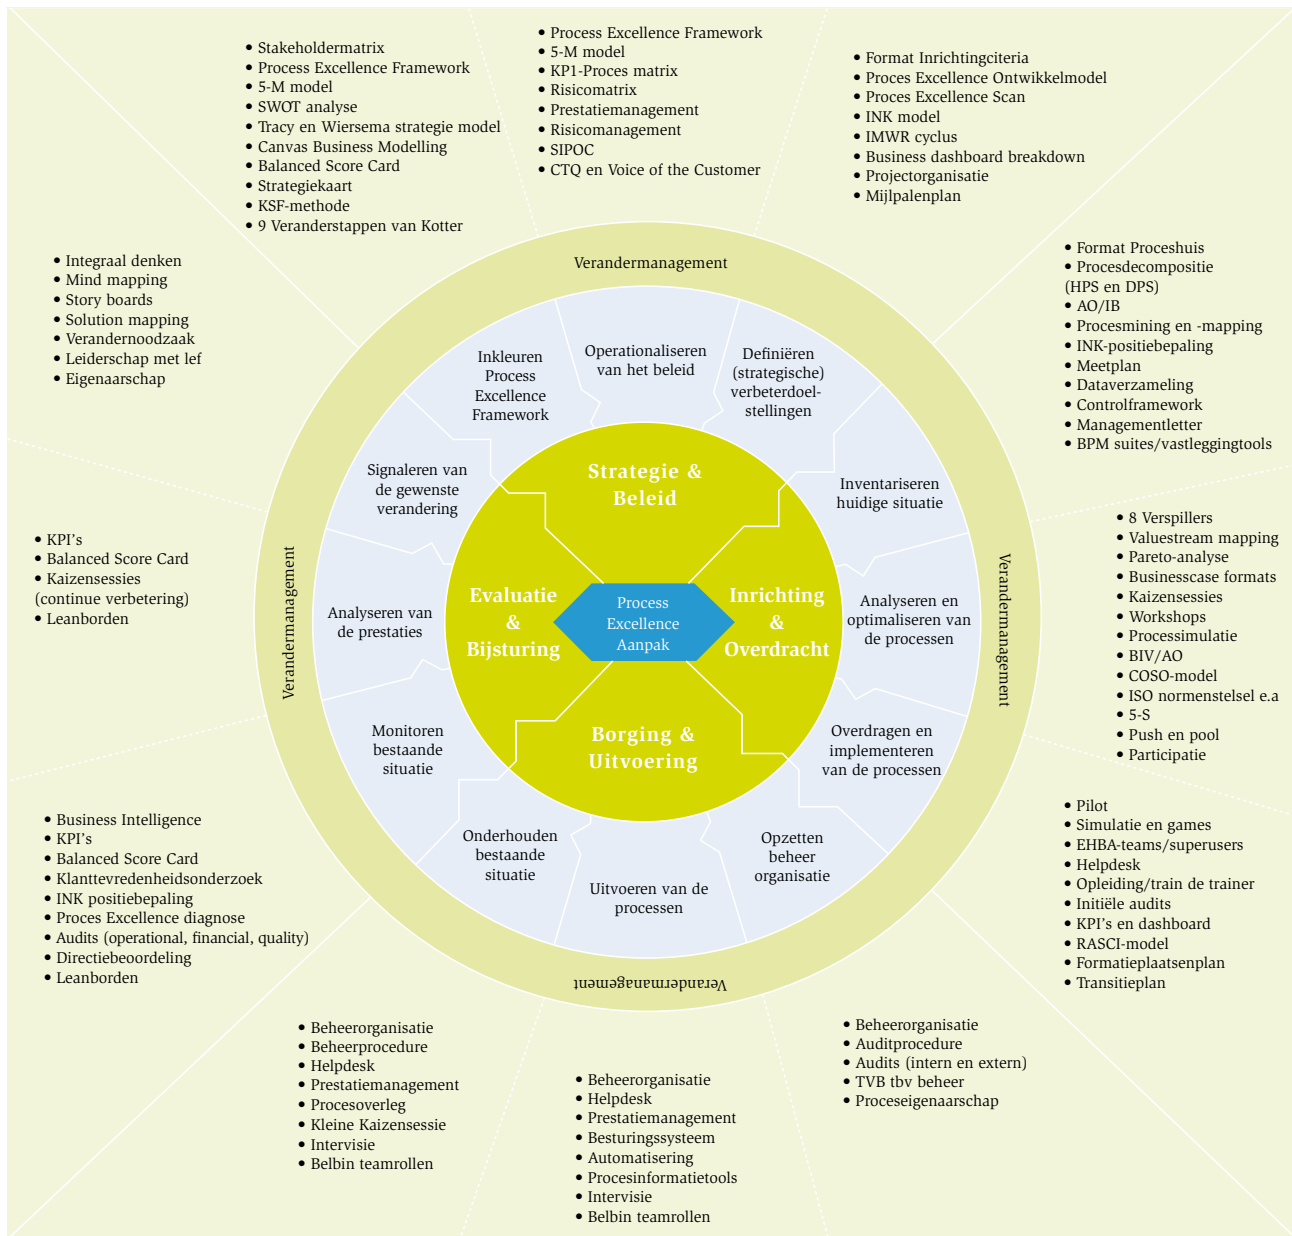 • Stakeholdermatrix
• Process Excellence Framework
• 5-M model
• SWOT analyse
• Tracy en Wiersema strategie model
• Canvas Business Modelling
• Balanced Score Card
• Strategiekaart
• KSF-methode
• 9 Veranderstappen van Kotter
• Process Excellence Framework
• 5-M model
• KP1-Proces matrix
• Risicomatrix
• Prestatiemanagement
• Risicomanagement
• SIPOC
• CTQ en Voice of the Customer
• Format Inrichtingciteria
• Proces Excellence Ontwikkelmodel
• Proces Excellence Scan
• INK model
• IMWR cyclus
• Business dashboard breakdown
• Projectorganisatie
• Mijlpalenplan
• Integraal denken
• Mind mapping
• Story boards
• Solution mapping
• Verandernoodzaak
• Leiderschap met lef
• Eigenaarschap
• Format Proceshuis
• Procesdecompositie
(HPS en DPS)
• AO/IB
• Procesmining en -mapping
• INK-positiebepaling
• Meetplan
• Dataverzameling
• Controlframework
• Managementletter
• BPM suites/vastleggingtools
Verandermanagement
Inkleuren
Process
Excellence
Framework
Operationaliseren
van het beleid
Definiëren
(strategische)
verbeterdoel-
stellingen
Signaleren van
de gewenste
verandering
Strategie &
Beleid
Inventariseren
huidige situatie
• KPI's
• Balanced Score Card
• Kaizensessies
(continue verbetering)
• Leanborden
Verandermanagement
Analyseren van
de prestaties
Evaluatie
&
Bijsturing
Process
Excellence
Aanpak
Inrichting
&
Overdracht
Analyseren en
optimaliseren van
de processen
Verandermanagement
• 8 Verspillers
• Valuestream mapping
• Pareto-analyse
• Businesscase formats
• Kaizensessies
• Workshops
• Processimulatie
• BIV/AO
• COSO-model
• ISO normenstelsel e.a
• 5-S
• Push en pool
• Participatie
Monitoren
bestaande
situatie
Borging &
Uitvoering
Overdragen en
implementeren
van de processen
Onderhouden
bestaande
situatie
Uitvoeren van de
processen
Opzetten
beheer
organisatie
Verandermanagement
• Business Intelligence
• KPI's
• Balanced Score Card
• Klanttevredenheidsonderzoek
• INK positiebepaling
• Proces Excellence diagnose
• Audits (operational, financial, quality)
• Directiebeoordeling
• Leanborden
• Pilot
• Simulatie en games
• EHBA-teams/superusers
• Helpdesk
• Opleiding/train de trainer
• Initiële audits
• KPI's en dashboard
• RASCI-model
• Formatieplaatsenplan
• Transitieplan
• Beheerorganisatie
• Beheerprocedure
• Helpdesk
• Prestatiemanagement
• Procesoverleg
• Kleine Kaizensessie
• Intervisie
• Belbin teamrollen
• Beheerorganisatie
• Helpdesk
• Prestatiemanagement
• Besturingssysteem
• Automatisering
• Procesinformatietools
• Intervisie
• Belbin teamrollen
• Beheerorganisatie
• Auditprocedure
• Audits (intern en extern)
• TVB tbv beheer
• Proceseigenaarschap